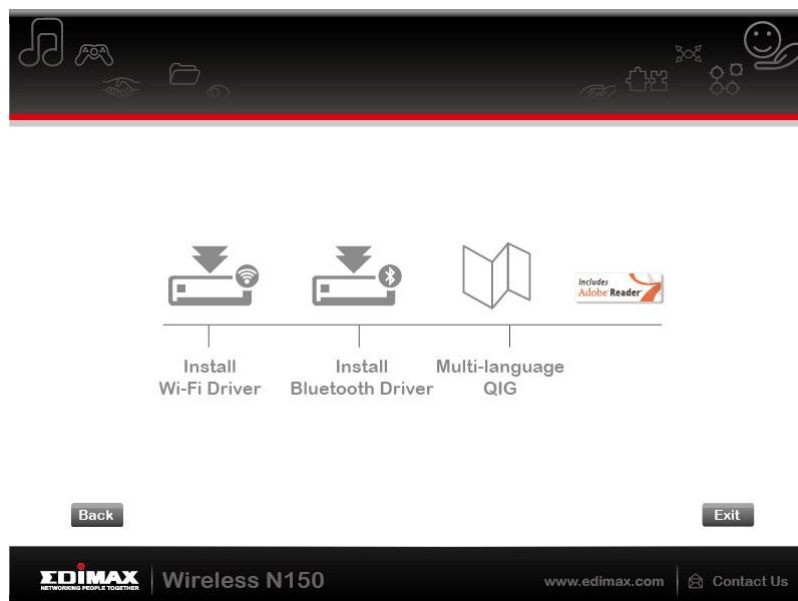 Includes
Adobe Reader
Install
Wi-Fi Driver
Install
Bluetooth Driver
Multi-language
QIG
Back
Exit
EDIMAX
NETWORKING PEOPLE TOGETHER
Wireless N150
www.edimax.com
Contact Us